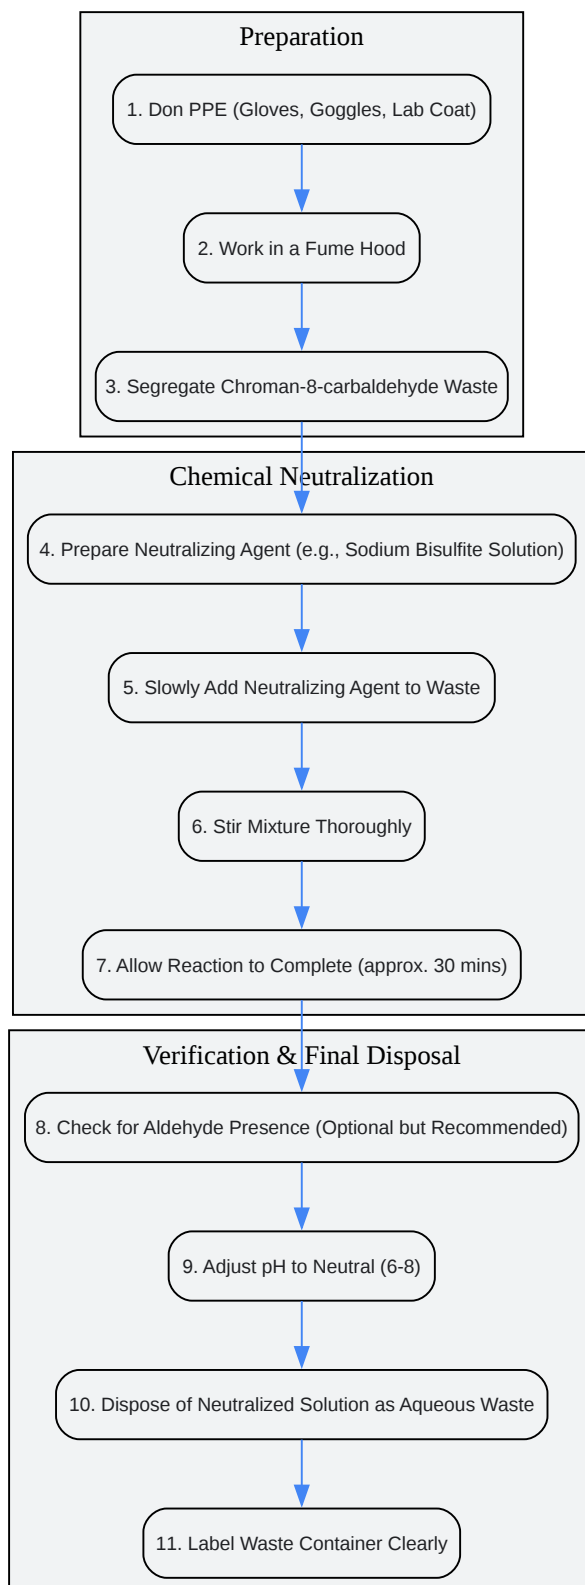 Preparation
1. Don PPE (Gloves, Goggles, Lab Coat)
2. Work in a Fume Hood
3. Segregate Chroman-8-carbaldehyde Waste
Chemical Neutralization
4. Prepare Neutralizing Agent (e.g., Sodium Bisulfite Solution)
5. Slowly Add Neutralizing Agent to Waste
6. Stir Mixture Thoroughly
7. Allow Reaction to Complete (approx. 30 mins)
Verification & Final Disposal
8. Check for Aldehyde Presence (Optional but Recommended)
9. Adjust pH to Neutral (6-8)
10. Dispose of Neutralized Solution as Aqueous Waste
11. Label Waste Container Clearly